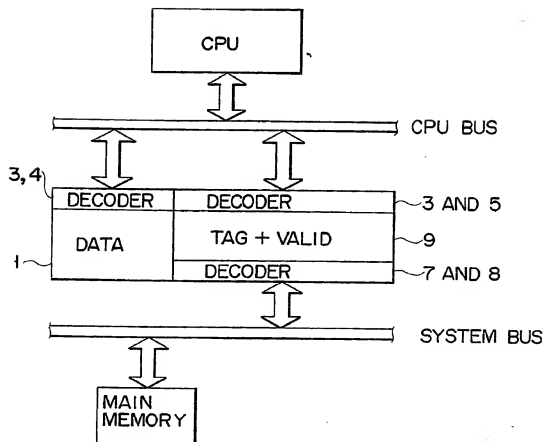 CPU
CPU BUS
3,4
DECODER
DECODER
3 AND 5
DATA
TAG + VALID
9
1
DECODER
7 AND 8
SYSTEM BUS
MAIN
MEMORY